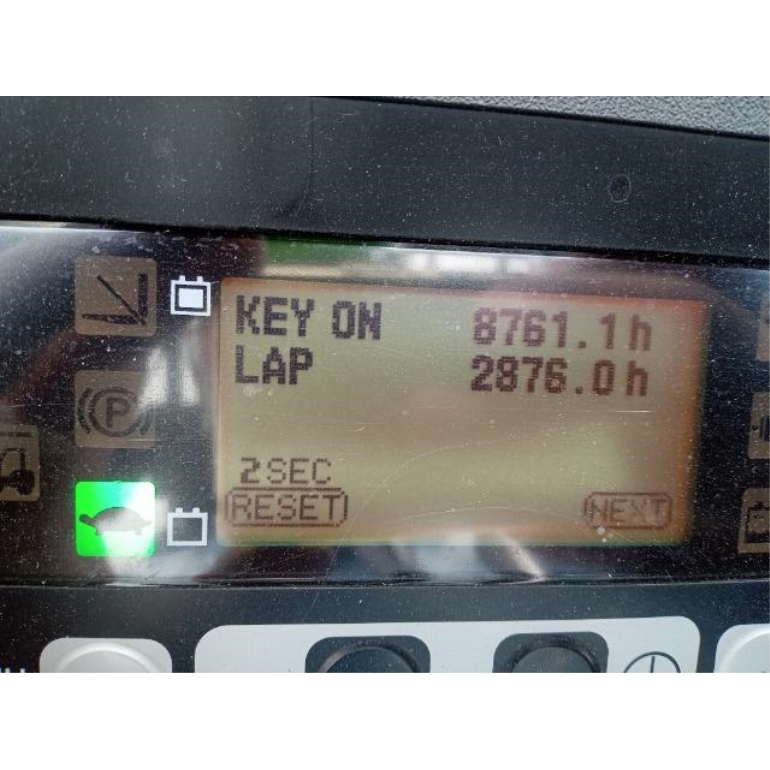 KEY ON 8761.1h
LAP 2876.0h
2SEC
RESET NEXT
P